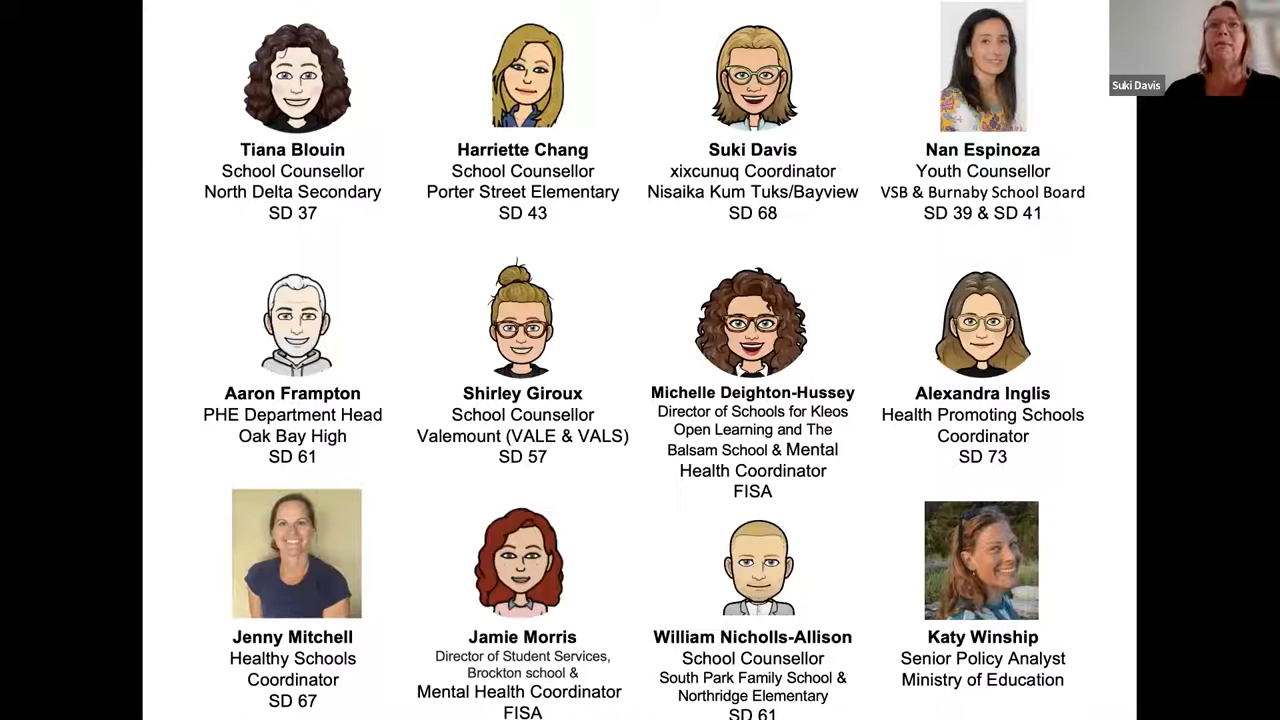 Suki Davis
Tiana Blouin
School Counsellor
North Delta Secondary
SD 37
Harriette Chang
School Counsellor
Porter Street Elementary
SD 43
Suki Davis
xixcunuq Coordinator
Nisaika Kum Tuks/Bayview
SD 68
Nan Espinoza
Youth Counsellor
VSB & Burnaby School Board
SD 39 & SD 41
Aaron Frampton
PHE Department Head
Oak Bay High
SD 61
Shirley Giroux
School Counsellor
Valemount (VALE & VALS)
SD 57
Michelle Deighton-Hussey
Director of Schools for Kleos
Open Learning and The
Balsam School & Mental
Health Coordinator
FISA
Alexandra Inglis
Health Promoting Schools
Coordinator
SD 73
Jenny Mitchell
Healthy Schools
Coordinator
SD 67
Jamie Morris
Director of Student Services,
Brockton school &
Mental Health Coordinator
FISA
William Nicholls-Allison
School Counsellor
South Park Family School &
Northridge Elementary
SD 61
Katy Winship
Senior Policy Analyst
Ministry of Education